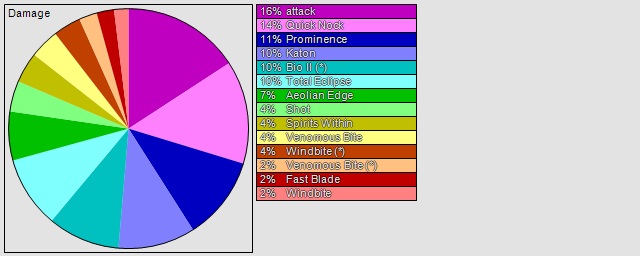 Damage
16% attack
14% Quick Nock
11% Prominence
10% Katon
10% Bio II (*)
10% Total Eclipse
7% Aeolian Edge
4% Shot
4% Spirits Within
4% Venomous Bite
4% Windbite (*)
2% Venomous Bite (*)
2% Fast Blade
2% Windbite